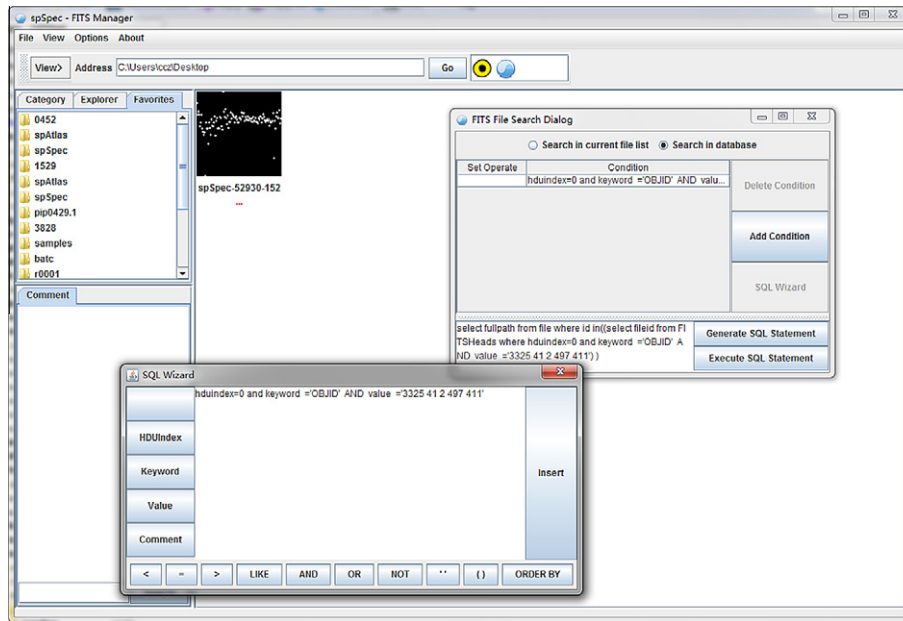 spSpec - FITS Manager
File View Options About
View> Address C:\Users\ccz\Desktop Go
Category Explorer Favorites
0452
spAtlas
spSpec
1529
spAtlas
spSpec
pip0429.1
3828
samples
batc
r0001
Comment
spSpec-52930-152
...
FITS File Search Dialog
Search in current file list Search in database
Set Operate Condition
hduindex=0 and keyword ='OBJID' AND valu...
Delete Condition
Add Condition
SQL Wizard
select fullpath from file where id in((select fileid from FI
TSHeads where hduindex=0 and keyword ='OBJID' A
ND value ='3325 41 2 497 411') )
Generate SQL Statement
Execute SQL Statement
SQL Wizard
hduindex=0 and keyword ='OBJID' AND value ='3325 41 2 497 411'
HDUIndex
Keyword
Value
Comment
Insert
< = > LIKE AND OR NOT '' () ORDER BY